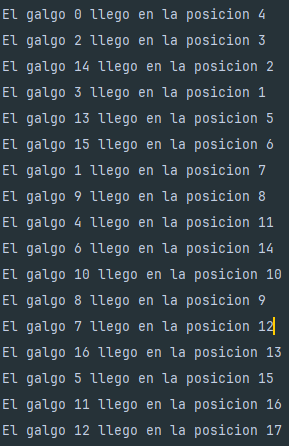 El galgo 0 llego en la posicion 4
El galgo 2 llego en la posicion 3
El galgo 14 llego en la posicion 2
El galgo 3 llego en la posicion 1
El galgo 13 llego en la posicion 5
El galgo 15 llego en la posicion 6
El galgo 1 llego en la posicion 7
El galgo 9 llego en la posicion 8
El galgo 4 llego en la posicion 11
El galgo 6 llego en la posicion 14
El galgo 10 llego en la posicion 10
El galgo 8 llego en la posicion 9
El galgo 7 llego en la posicion 12
El galgo 16 llego en la posicion 13
El galgo 5 llego en la posicion 15
El galgo 11 llego en la posicion 16
El galgo 12 llego en la posicion 17